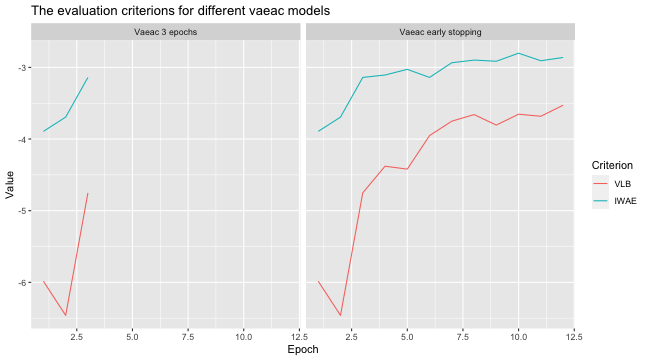 The evaluation criterions for different vaeac models
Vaeac 3 epochs
Vaeac early stopping
Value
-3
-4
-5
-6
2.5
5.0
7.5
10.0
12.5
2.5
5.0
7.5
10.0
12.5
Epoch
Criterion
VLB
IWAE